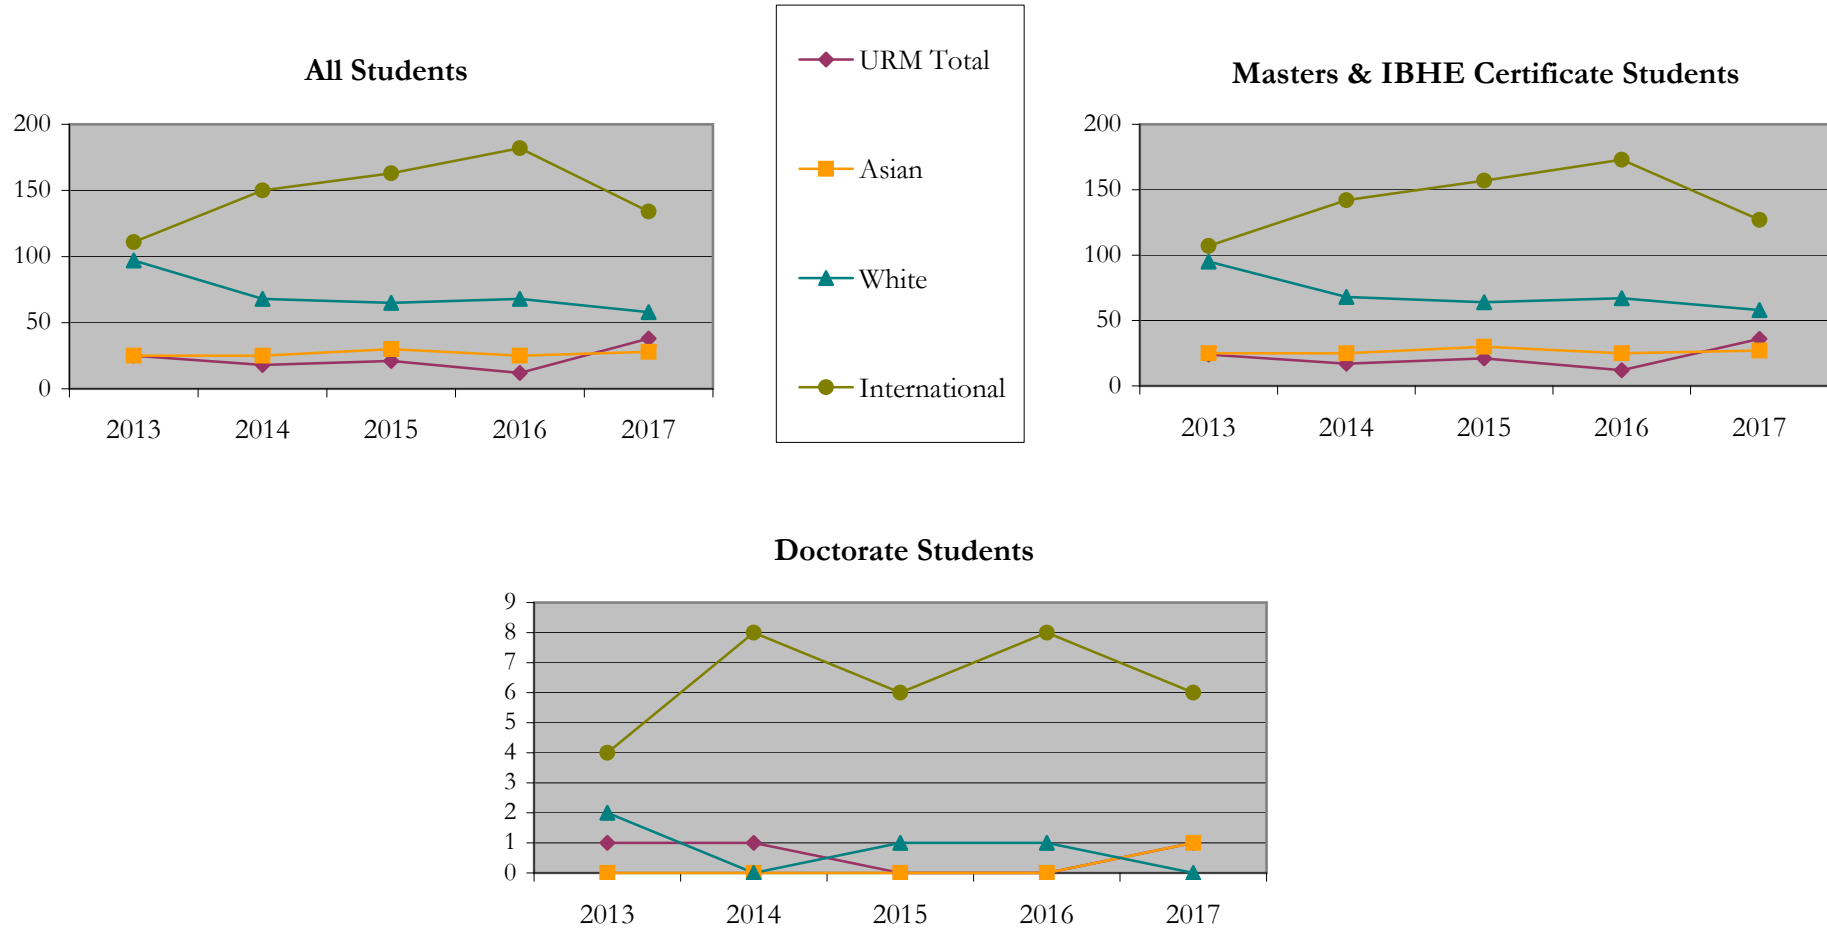 All Students
200
150
100
50
0
2013 2014 2015 2016 2017
URM Total
Asian
White
International
Masters & IBHE Certificate Students
200
150
100
50
0
2013 2014 2015 2016 2017
Doctorate Students
9
8
7
6
5
4
3
2
1
0
2013 2014 2015 2016 2017